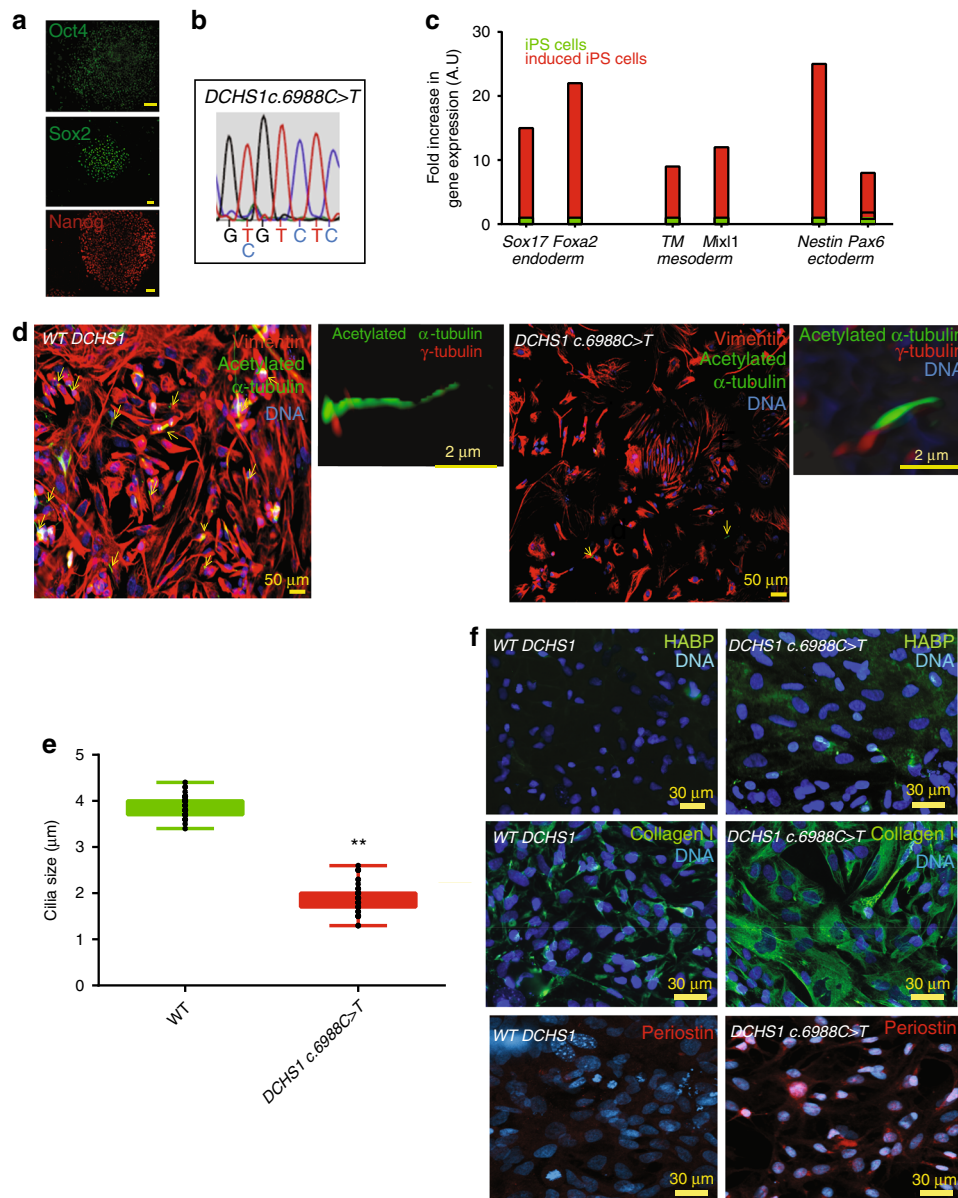 a
Oct4
Sox2
Nanog
b
DCHS1c.6988C>T
G T G T C T C
C
c
Fold increase in
gene expression (A.U)
30
20
10
0
iPS cells
induced iPS cells
Sox17 Foxa2
endoderm
TM Mixl1
mesoderm
Nestin Pax6
ectoderm
d
WT DCHS1
Vimentin
Acetylated
α-tubulin
DNA
50 μm
Acetylated α-tubulin
γ-tubulin
2 μm
DCHS1 c.6988C>T
Vimentin
Acetylated
α-tubulin
DNA
50 μm
Acetylated α-tubulin
γ-tubulin
DNA
2 μm
e
Cilia size (μm)
5
4
3
2
1
0
**
WT
DCHS1 c.6988C>T
f
WT DCHS1
HABP
DNA
30 μm
DCHS1 c.6988C>T
HABP
DNA
30 μm
WT DCHS1
Collagen I
DNA
30 μm
DCHS1 c.6988C>T
Collagen I
DNA
30 μm
WT DCHS1
Periostin
30 μm
DCHS1 c.6988C>T
Periostin
30 μm